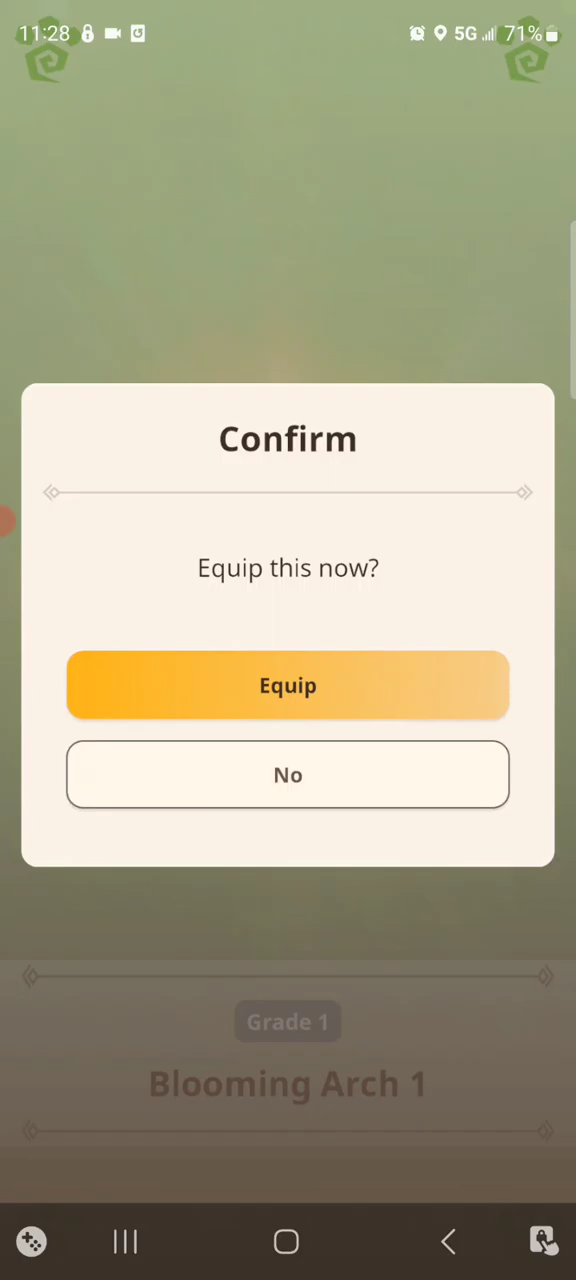 11:28 5G 71%
Confirm
Equip this now?
Equip
No
Grade 1
Blooming Arch 1